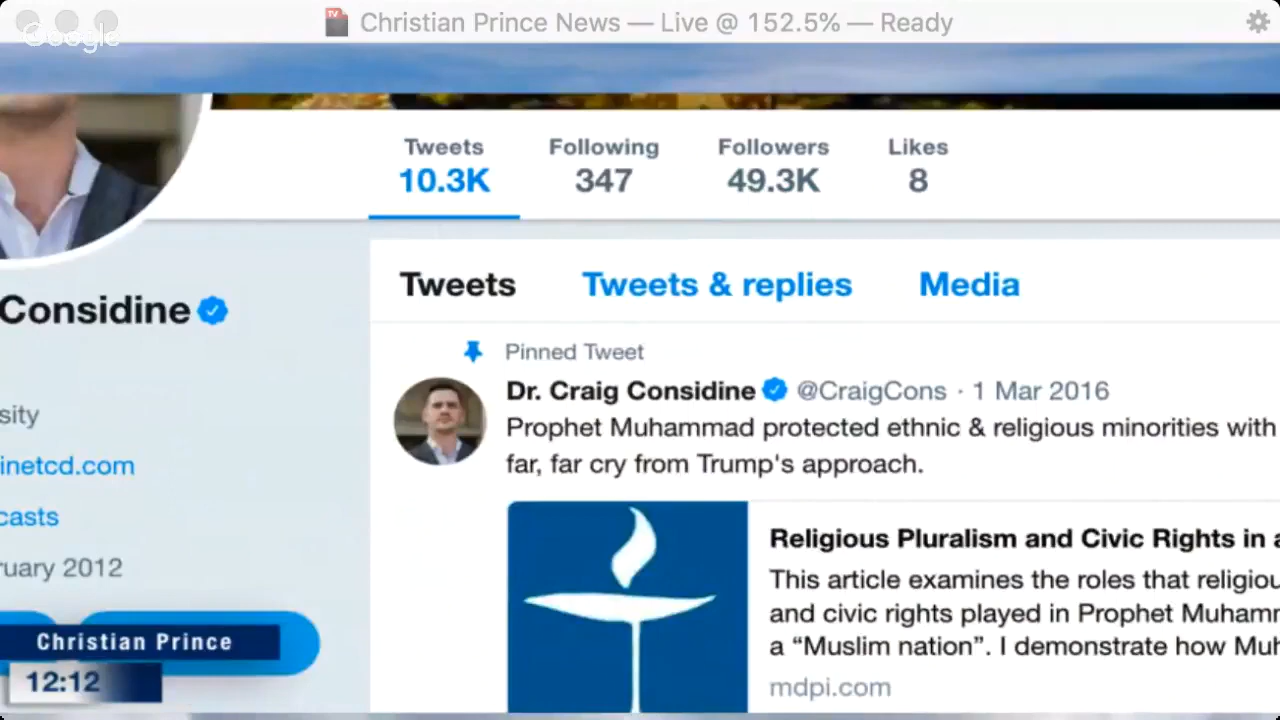 Christian Prince News — Live @ 152.5% — Ready
Google
Tweets Following Followers Likes
10.3K 347 49.3K 8
Tweets Tweets & replies Media
Considine
Pinned Tweet
Dr. Craig Considine @CraigCons · 1 Mar 2016
Prophet Muhammad protected ethnic & religious minorities with
far, far cry from Trump's approach.
sity
inetcd.com
casts
ruary 2012
Religious Pluralism and Civic Rights in a
This article examines the roles that religiou
and civic rights played in Prophet Muhamm
a “Muslim nation”. I demonstrate how Muh
mdpi.com
Christian Prince
12:12